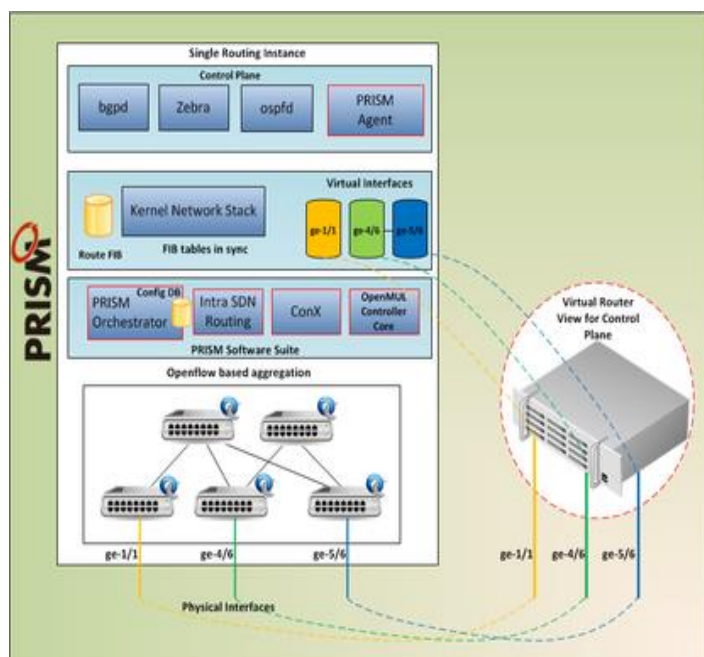 Single Routing Instance
Control Plane
bgpd
Zebra
ospfd
PRISM
Agent
Virtual Interfaces
Kernel Network Stack
ge-1/1
ge-4/6
ge-5/6
Route FIB
FIB tables in sync
PRISM
Config DB
PRISM
Orchestrator
Intra SDN
Routing
ConX
OpenMUL
Controller
Core
PRISM Software Suite
Virtual Router
View for Control
Plane
Openflow based aggregation
ge-1/1
ge-4/6
ge-5/6
ge-1/1
ge-4/6
ge-5/6
Physical Interfaces